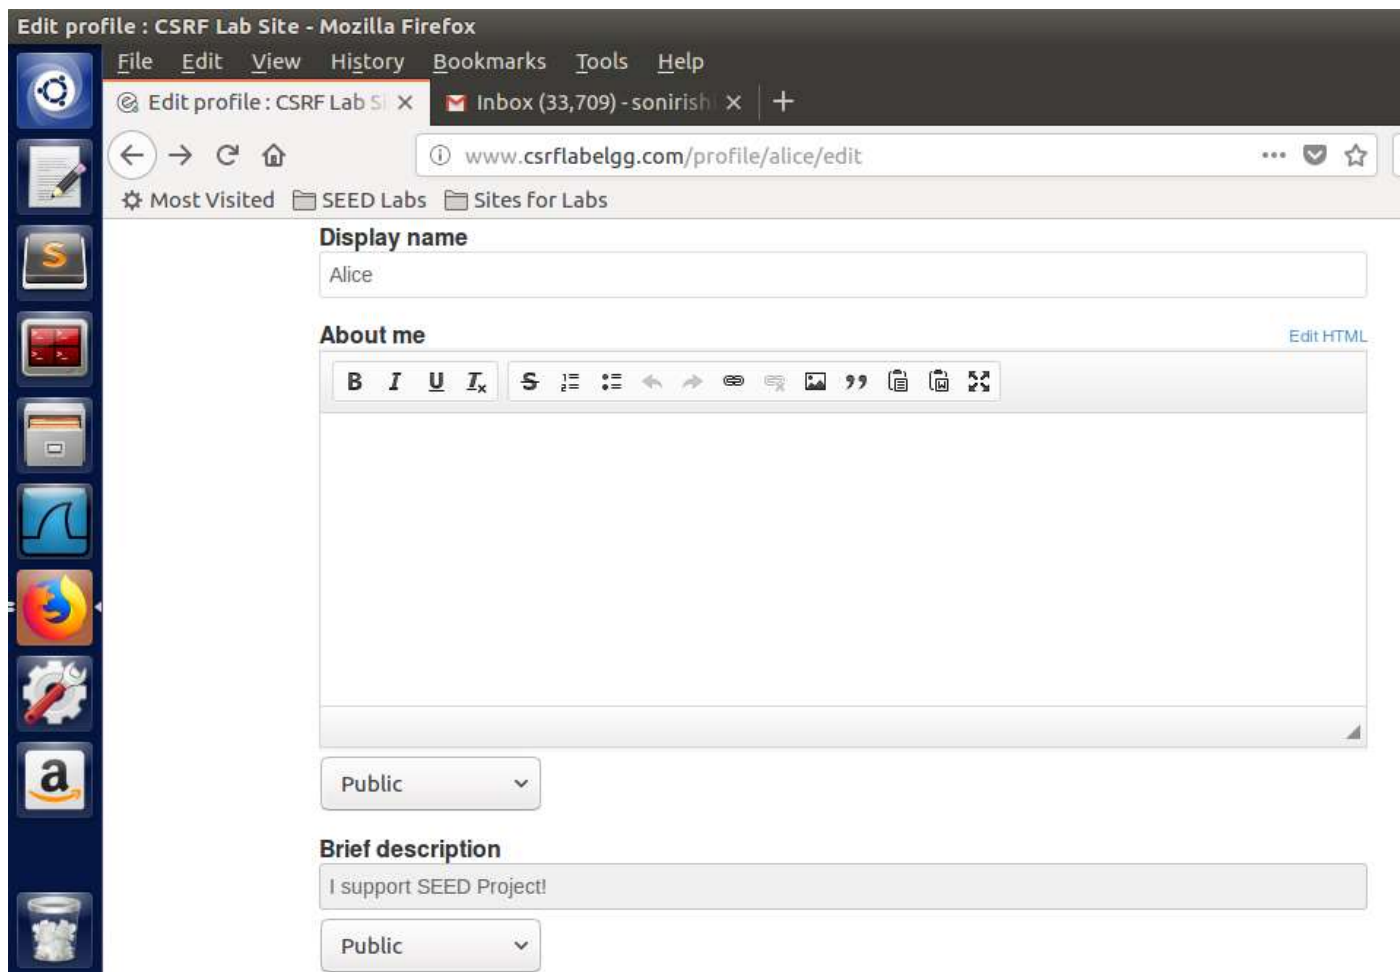 Edit profile : CSRF Lab Site - Mozilla Firefox
File Edit View History Bookmarks Tools Help
Edit profile : CSRF Lab Si
Inbox (33,709) - sonirish
www.csrflabelgg.com/profile/alice/edit
Most Visited SEED Labs Sites for Labs
Display name
Alice
About me Edit HTML
B I U Tx S
Public
Brief description
I support SEED Project!
Public